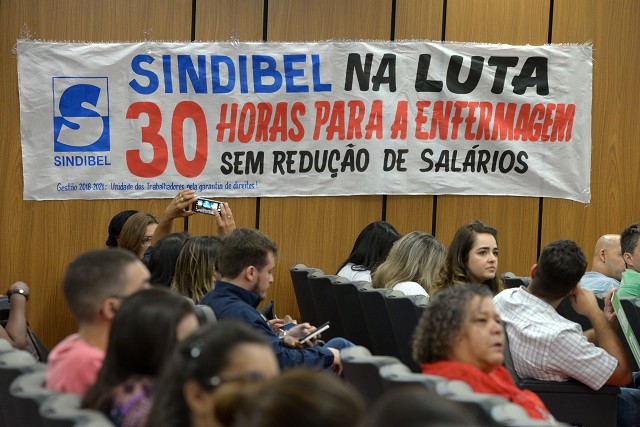 SINDIBEL NA LUTA
30 HORAS PARA A ENFERMAGEM
SEM REDUÇÃO DE SALÁRIOS
S
SINDIBEL
Gestão 2018-2021: Unidade dos Trabalhadores pela garantia de direitos!